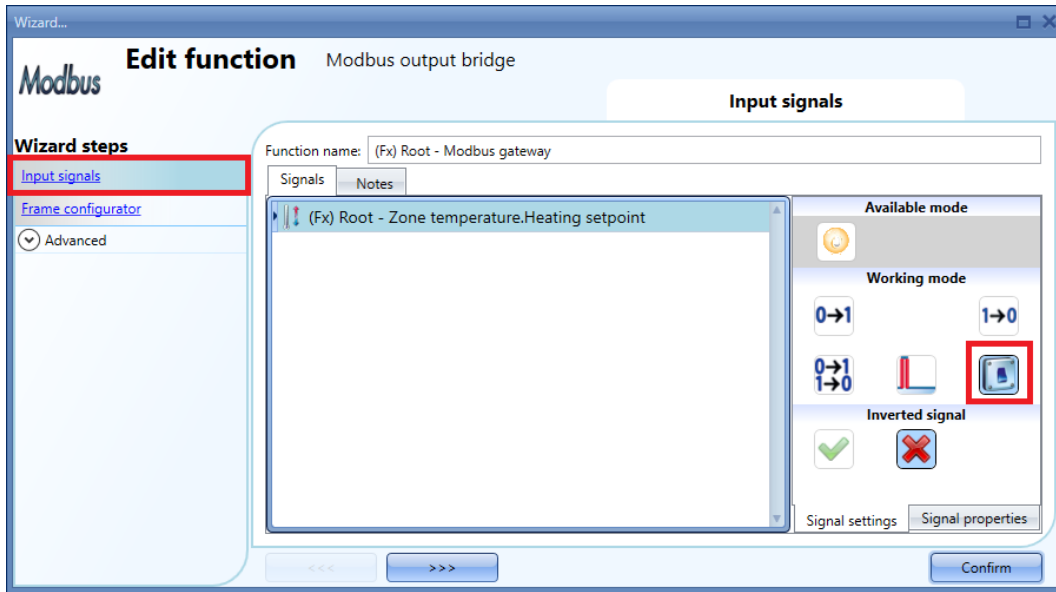 Wizard...
Modbus
Edit function
Modbus output bridge
Input signals
Wizard steps
Input signals
Frame configurator
Advanced
Function name: (Fx) Root - Modbus gateway
Signals
Notes
(Fx) Root - Zone temperature.Heating setpoint
Available mode
Working mode
0→1
1→0
0→1
1→0
Inverted signal
Signal settings
Signal properties
<<<
>>>
Confirm